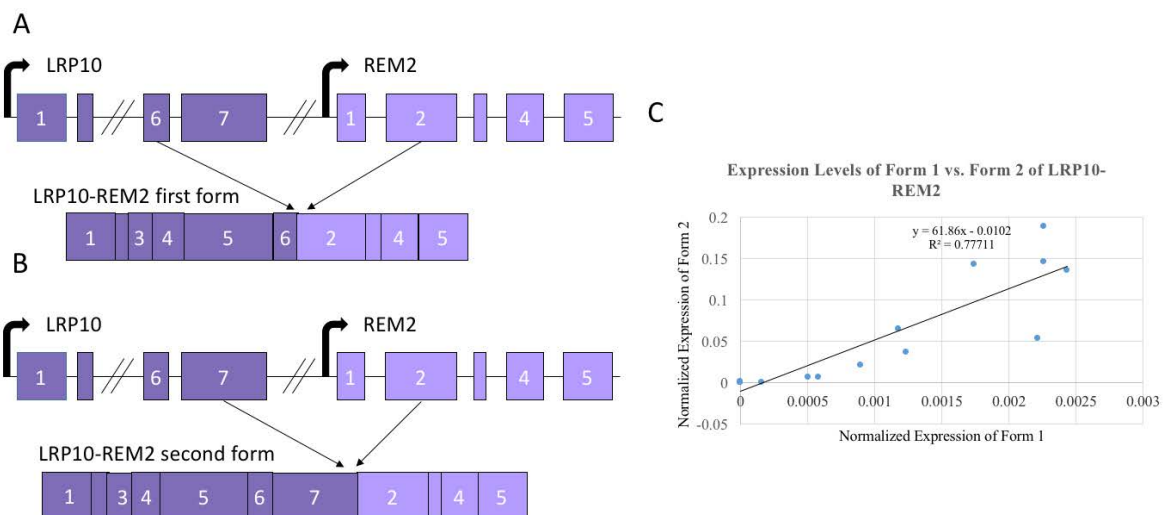 A
LRP10 REM2
1 6 7 1 2 4 5
LRP10-REM2 first form
1 3 4 5 6 2 4 5
B
LRP10 REM2
1 6 7 1 2 4 5
LRP10-REM2 second form
1 3 4 5 6 7 2 4 5
C
Expression Levels of Form 1 vs. Form 2 of LRP10-
REM2
y = 61.86x - 0.0102
R² = 0.77711
Normalized Expression of Form 2
0.2
0.15
0.1
0.05
0
-0.05
0 0.0005 0.001 0.0015 0.002 0.0025 0.003
Normalized Expression of Form 1